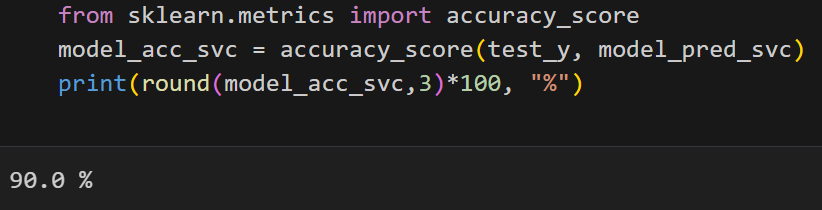 from sklearn.metrics import accuracy_score
model_acc_svc = accuracy_score(test_y, model_pred_svc)
print(round(model_acc_svc,3)*100, "%")
90.0 %